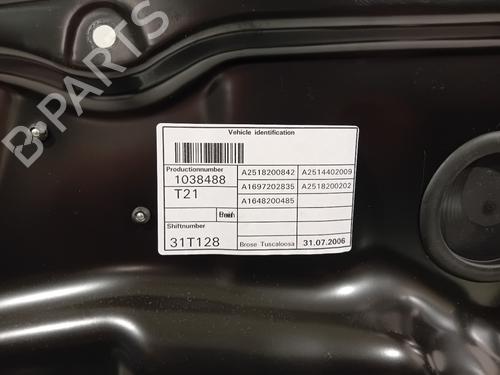 B-PARTS
Vehicle identification
Productionnumber
1038488
T21
Shiftnumber
31T128
A2518200842 A2514402009
A1697202835 A2518200202
A1648200485
Brose Tuscaloosa 31.07.2006